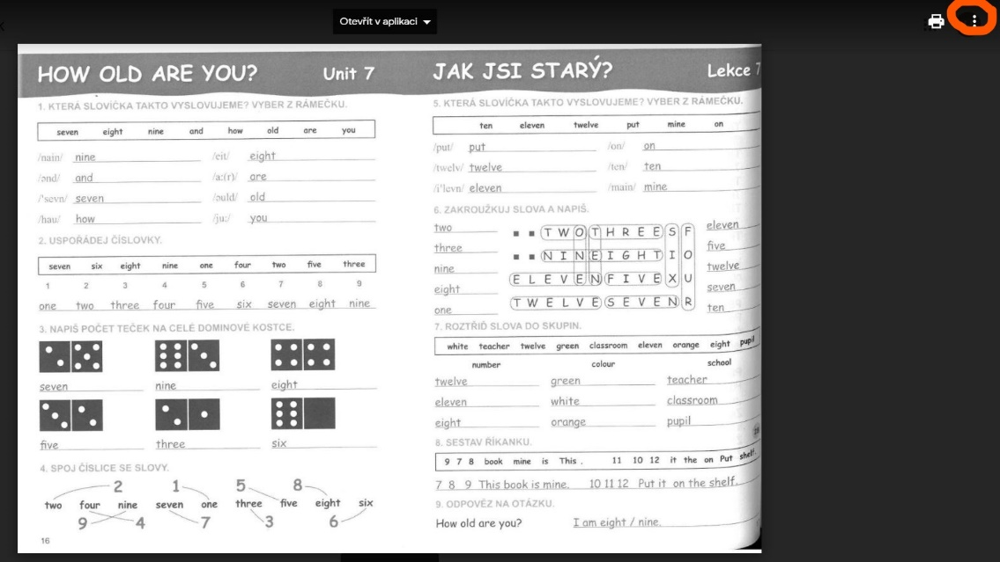 Otevřít v aplikaci
HOW OLD ARE YOU? Unit 7
1. KTERÁ SLOVÍČKA TAKTO VYSLOVUJEME? VYBER Z RÁMEČKU.
seven eight nine and how old are you
/nain/ nine /eit/ eight
/ənd/ and /a:(r)/ are
/'sevn/ seven /əuld/ old
/hau/ how /ju:/ you
2. USPOŘÁDEJ ČÍSLOVKY.
seven six eight nine one four two five three
1 2 3 4 5 6 7 8 9
one two three four five six seven eight nine
3. NAPIŠ POČET TEČEK NA CELÉ DOMINOVÉ KOSTCE.
seven nine eight
five three six
4. SPOJ ČÍSLICE SE SLOVY.
2 1 5 8
two four nine seven one three five eight six
9 4 7 3 6
16
JAK JSI STARÝ? Lekce 7
5. KTERÁ SLOVÍČKA TAKTO VYSLOVUJEME? VYBER Z RÁMEČKU.
ten eleven twelve put mine on
/put/ put /on/ on
/twelv/ twelve /ten/ ten
/i'levn/ eleven /main/ mine
6. ZAKROUŽKUJ SLOVA A NAPIŠ.
two
three
nine
eight
one
T W O T H R E E S F
N I N E I G H T I O
E L E V E N F I V E X U
T W E L V E S E V E N R
eleven
five
twelve
seven
ten
7. ROZTŘIĎ SLOVA DO SKUPIN.
white teacher twelve green classroom eleven orange eight pupil
number colour school
twelve green teacher
eleven white classroom
eight orange pupil
8. SESTAV ŘÍKANKU.
9 7 8 book mine is This . 11 10 12 it the on Put shelf.
7 8 9 This book is mine. 10 11 12 Put it on the shelf.
9. ODPOVĚZ NA OTÁZKU.
How old are you? I am eight / nine.